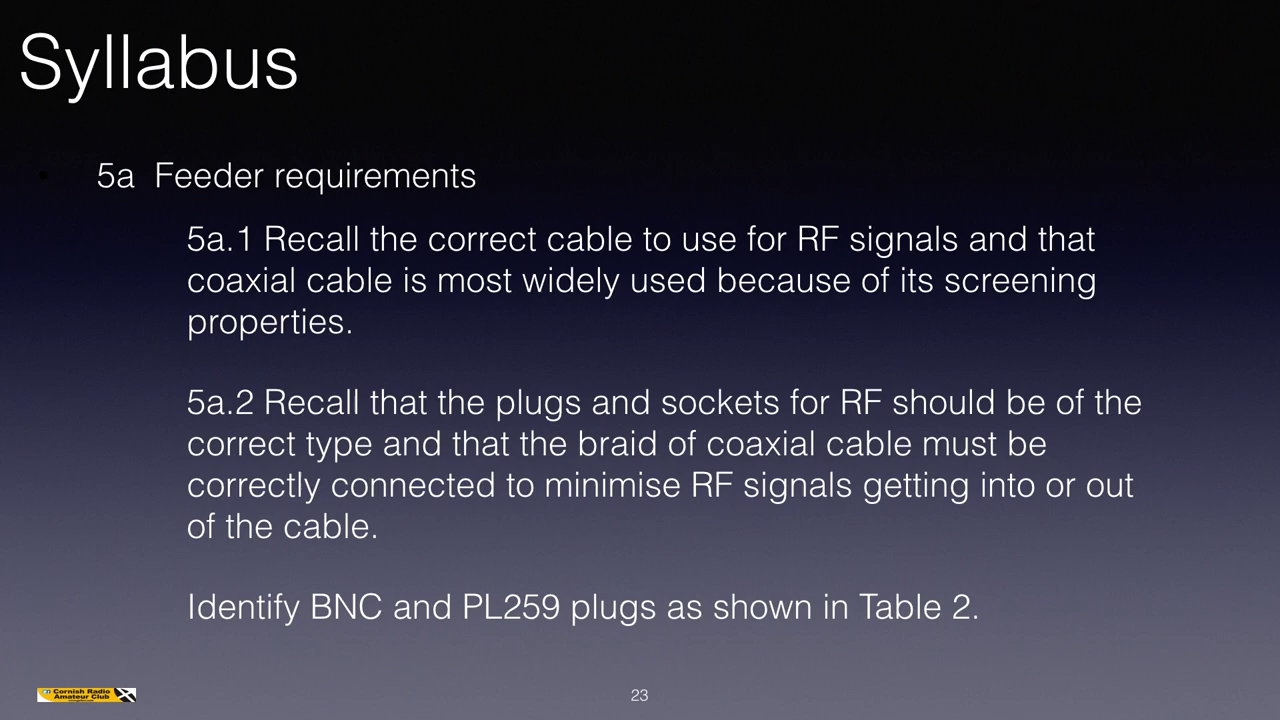 Syllabus
• 5a Feeder requirements
5a.1 Recall the correct cable to use for RF signals and that
coaxial cable is most widely used because of its screening
properties.
5a.2 Recall that the plugs and sockets for RF should be of the
correct type and that the braid of coaxial cable must be
correctly connected to minimise RF signals getting into or out
of the cable.
Identify BNC and PL259 plugs as shown in Table 2.
Cornish Radio
Amateur Club
23